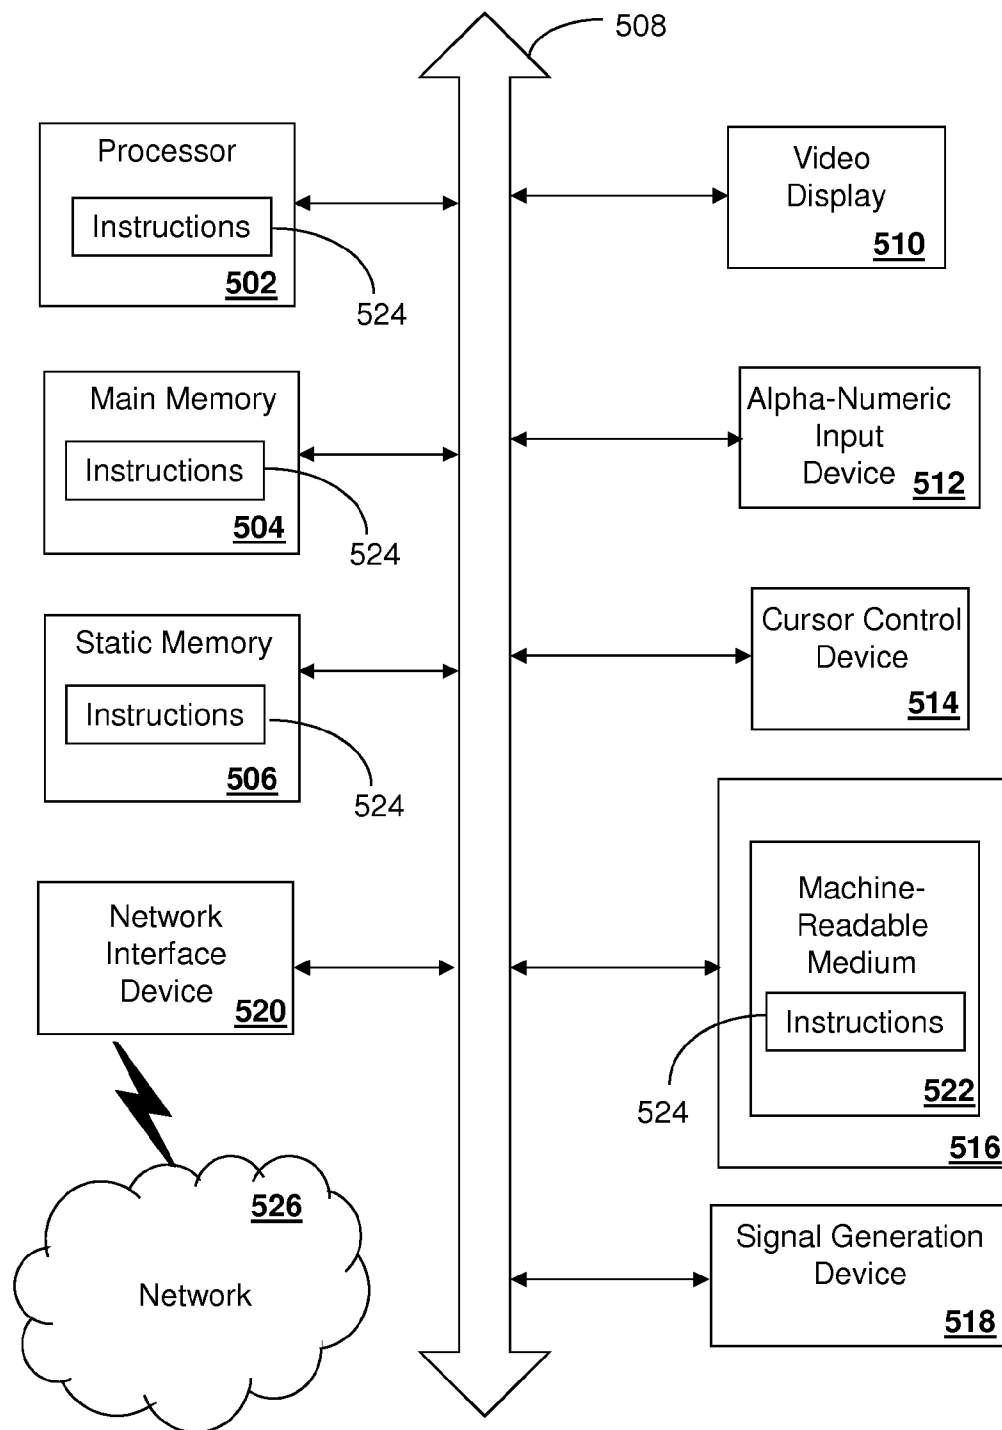 508
Processor
Instructions
502
524
Main Memory
Instructions
504
524
Static Memory
Instructions
506
524
Network
Interface
Device
520
526
Network
Video
Display
510
Alpha-Numeric
Input
Device
512
Cursor Control
Device
514
Machine-
Readable
Medium
Instructions
522
524
516
Signal Generation
Device
518